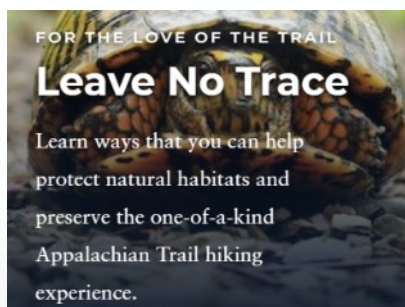 FOR THE LOVE OF THE TRAIL
Leave No Trace
Learn ways that you can help
protect natural habitats and
preserve the one-of-a-kind
Appalachian Trail hiking
experience.